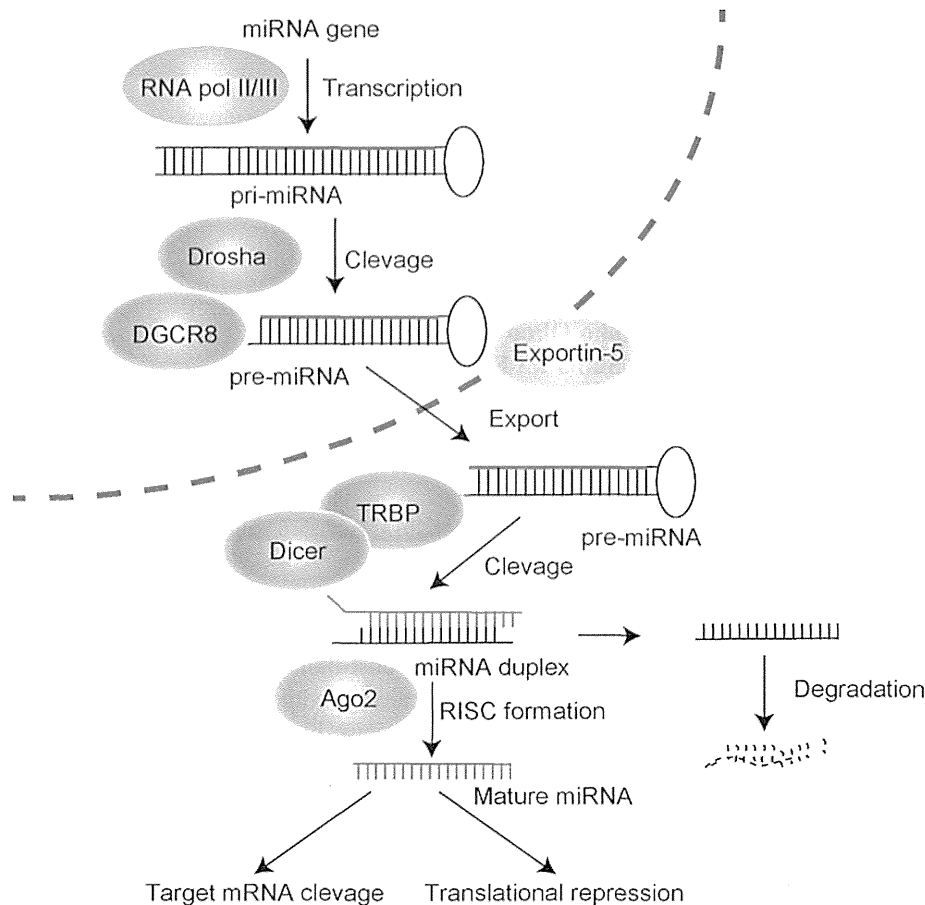 miRNA gene
RNA pol II/III
Transcription
pri-miRNA
Drosha
Clevage
DGCR8
Exportin-5
pre-miRNA
Export
TRBP
pre-miRNA
Dicer
Clevage
miRNA duplex
Ago2
RISC formation
Degradation
Mature miRNA
Target mRNA clevage
Translational repression